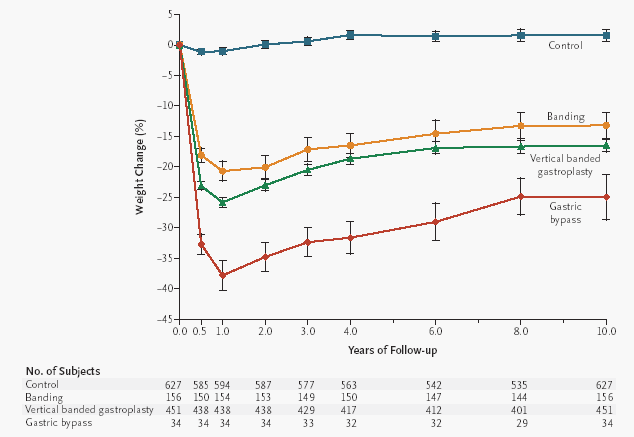 5
0
−5
−10
−15
−20
−25
−30
−35
−40
−45
Weight Change (%)
Control
Banding
Vertical banded
gastroplasty
Gastric
bypass
0.0 0.5 1.0 2.0 3.0 4.0 6.0 8.0 10.0
Years of Follow-up
No. of Subjects
Control 627 585 594 587 577 563 542 535 627
Banding 156 150 154 153 149 150 147 144 156
Vertical banded gastroplasty 451 438 438 438 429 417 412 401 451
Gastric bypass 34 34 34 34 33 32 32 29 34